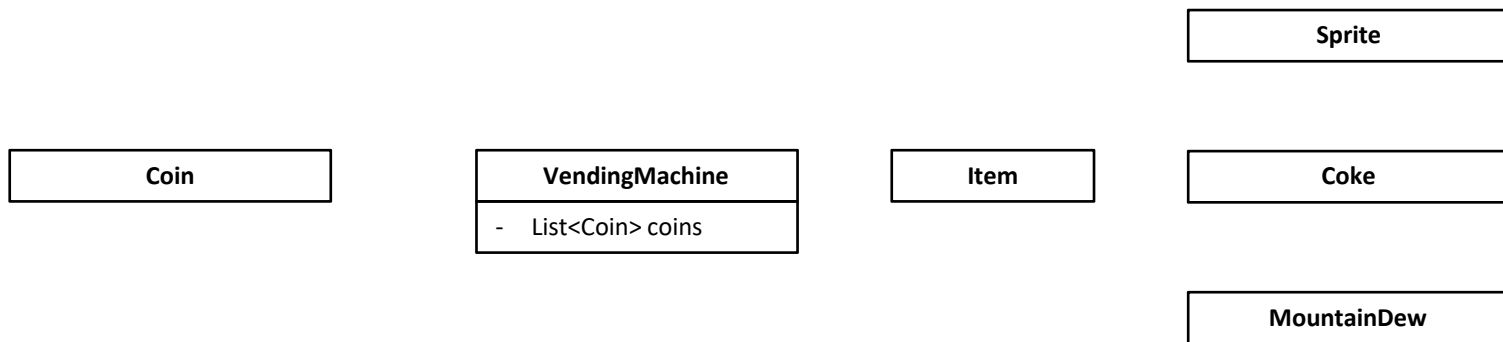 Sprite
Coin
VendingMachine
Item
Coke
- List<Coin> coins
MountainDew